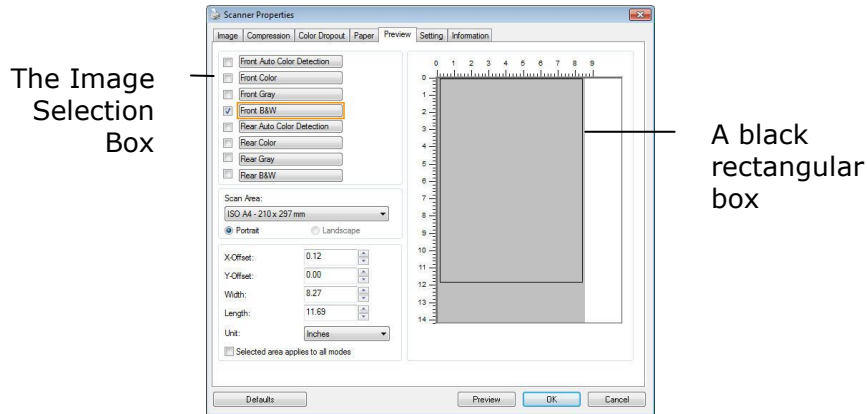 Scanner Properties
Image Compression Color Dropout Paper Preview Setting Information
The Image
Selection
Box
Front Auto Color Detection
Front Color
Front Gray
Front B&W
Rear Auto Color Detection
Rear Color
Rear Gray
Rear B&W
Scan Area:
ISO A4 - 210 x 297 mm
Portrait Landscape
X-Offset: 0.12
Y-Offset: 0.00
Width: 8.27
Length: 11.69
Unit: Inches
Selected area applies to all modes
0 1 2 3 4 5 6 7 8 9
0
1
2
3
4
5
6
7
8
9
10
11
12
13
14
A black
rectangular
box
Defaults Preview OK Cancel